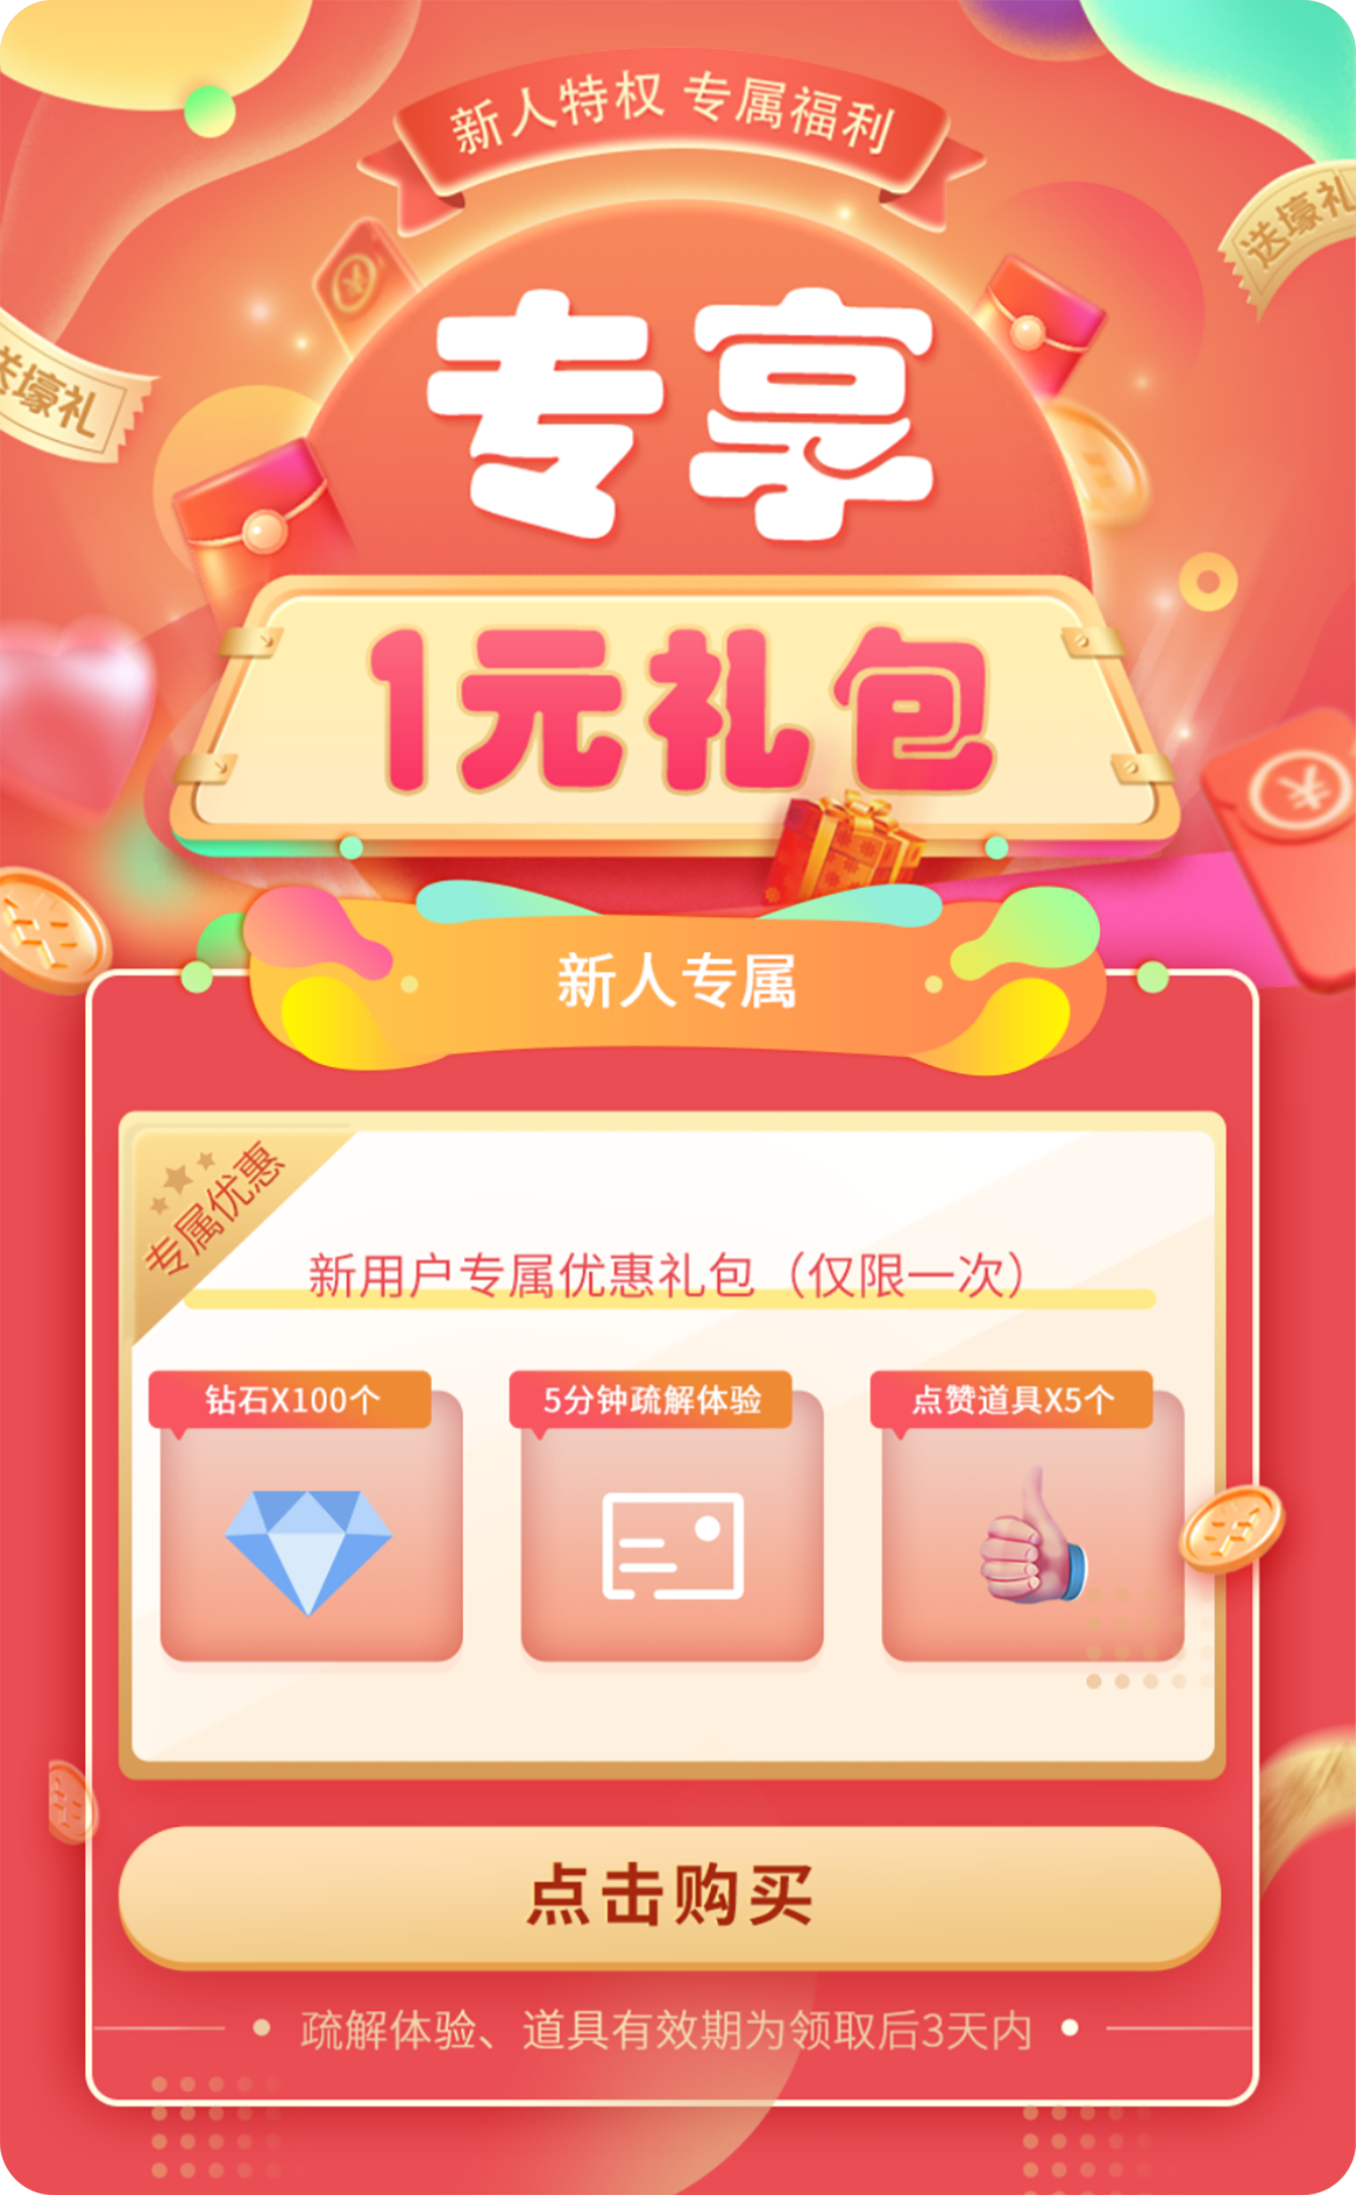 新人特权 专属福利
送壕礼
专享
送壕礼
1元礼包
新人专属
专属优惠
新用户专属优惠礼包（仅限一次）
钻石X100个
5分钟疏解体验
点赞道具X5个
点击购买
疏解体验、道具有效期为领取后3天内